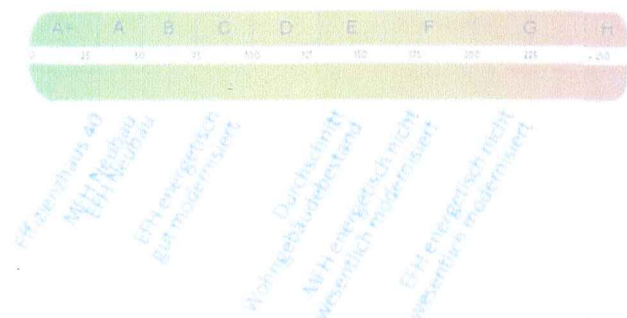 A+ A B C D E F G H
0 25 50 75 100 125 150 175 200 225 >250
Effizienzhaus 40
MFH Neubau
EFH Neubau
EFH energetisch
gut modernisiert
Durchschnitt
Wohngebäudebestand
MFH energetisch nicht
wesentlich modernisiert
EFH energetisch nicht
wesentlich modernisiert